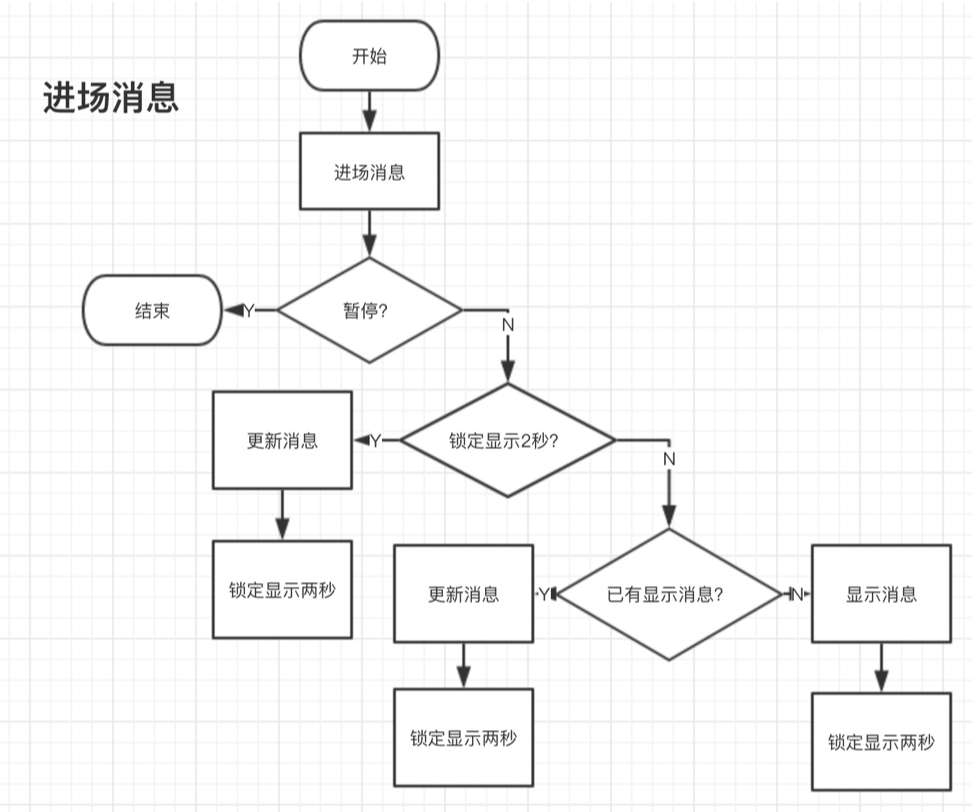 开始
进场消息
进场消息
暂停?
Y
结束
N
锁定显示2秒?
Y
更新消息
N
锁定显示两秒
已有显示消息?
Y
更新消息
N
显示消息
锁定显示两秒
锁定显示两秒